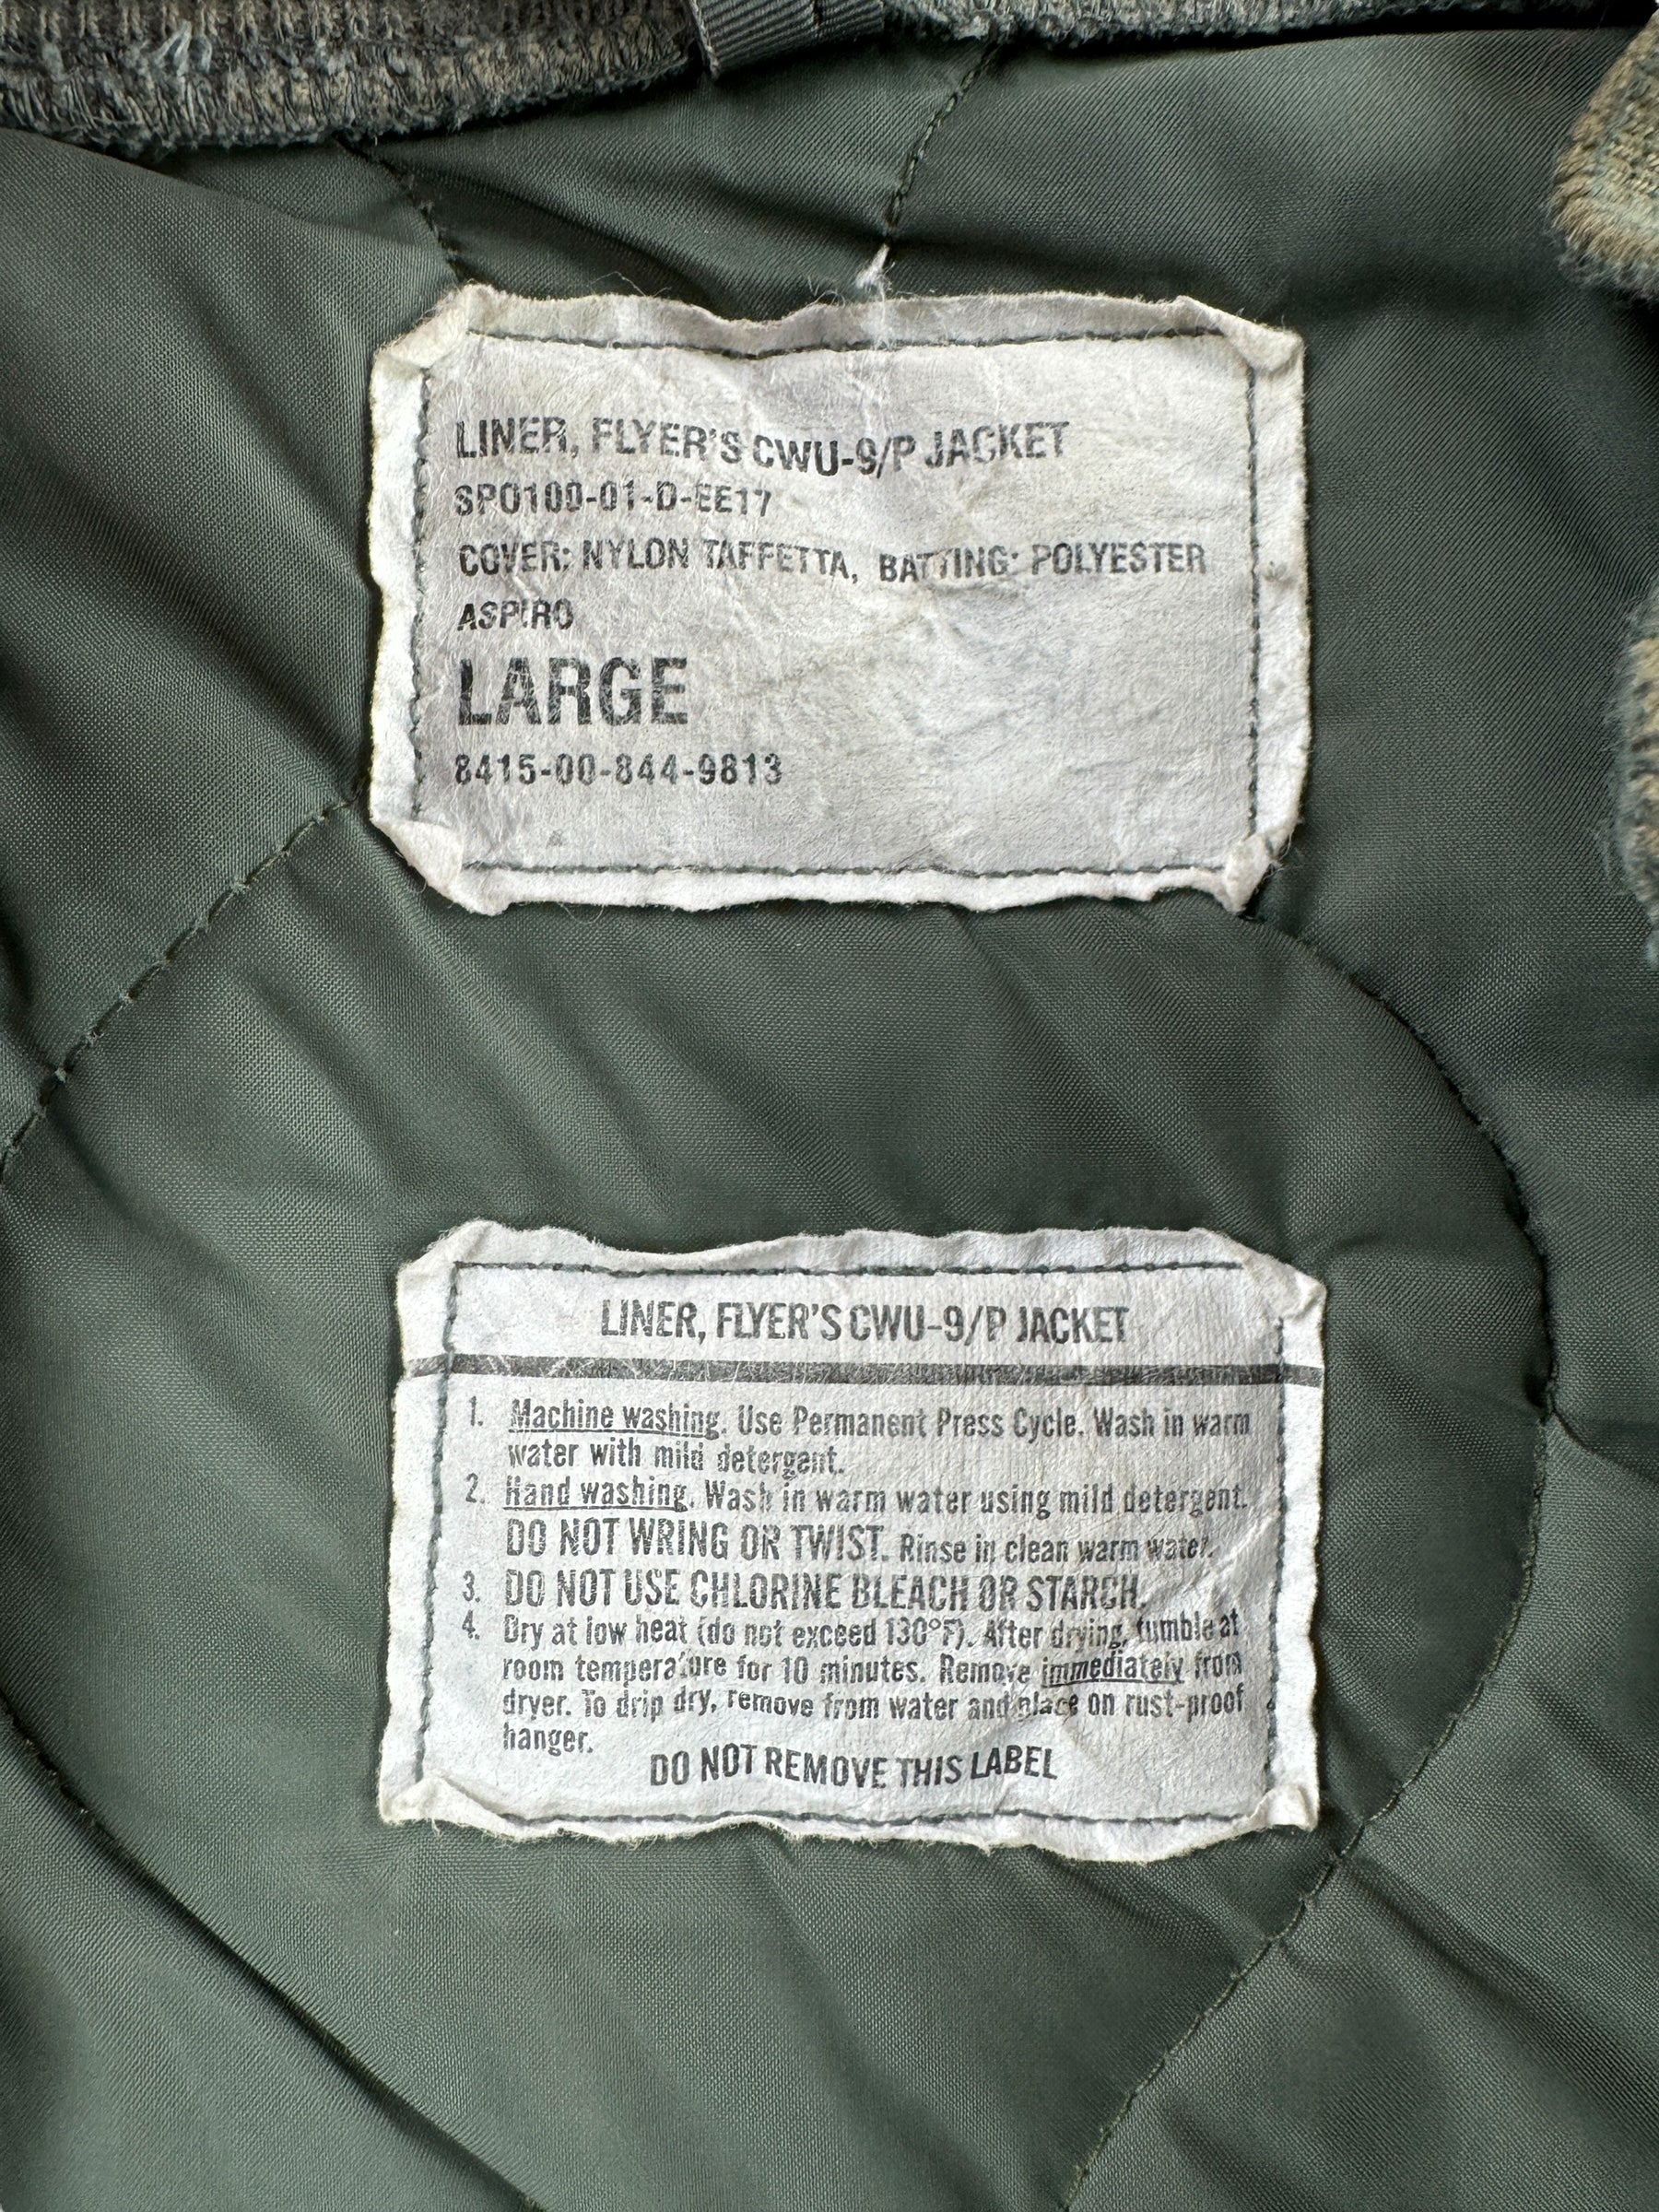 LINER, FLYER'S CWU-9/P JACKET
SPO100-01-D-EE17
COVER: NYLON TAFFETTA, BATTING: POLYESTER
ASPIRO
LARGE
8415-00-844-9813
LINER, FLYER'S CWU-9/P JACKET
1. Machine washing. Use Permanent Press Cycle. Wash in warm
water with mild detergent.
2. Hand washing. Wash in warm water using mild detergent.
DO NOT WRING OR TWIST. Rinse in clean warm water.
3. DO NOT USE CHLORINE BLEACH OR STARCH.
4. Dry at low heat (do not exceed 130°F). After drying, tumble at
room temperature for 10 minutes. Remove immediately from
dryer. To drip dry, remove from water and place on rust-proof
hanger.
DO NOT REMOVE THIS LABEL